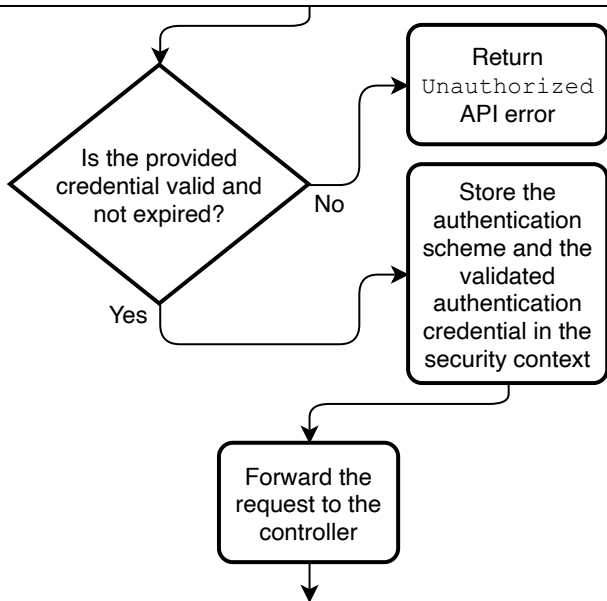 Return
Unauthorized
API error
Is the provided
credential valid and
not expired?
No
Yes
Store the
authentication
scheme and the
validated
authentication
credential in the
security context
Forward the
request to the
controller